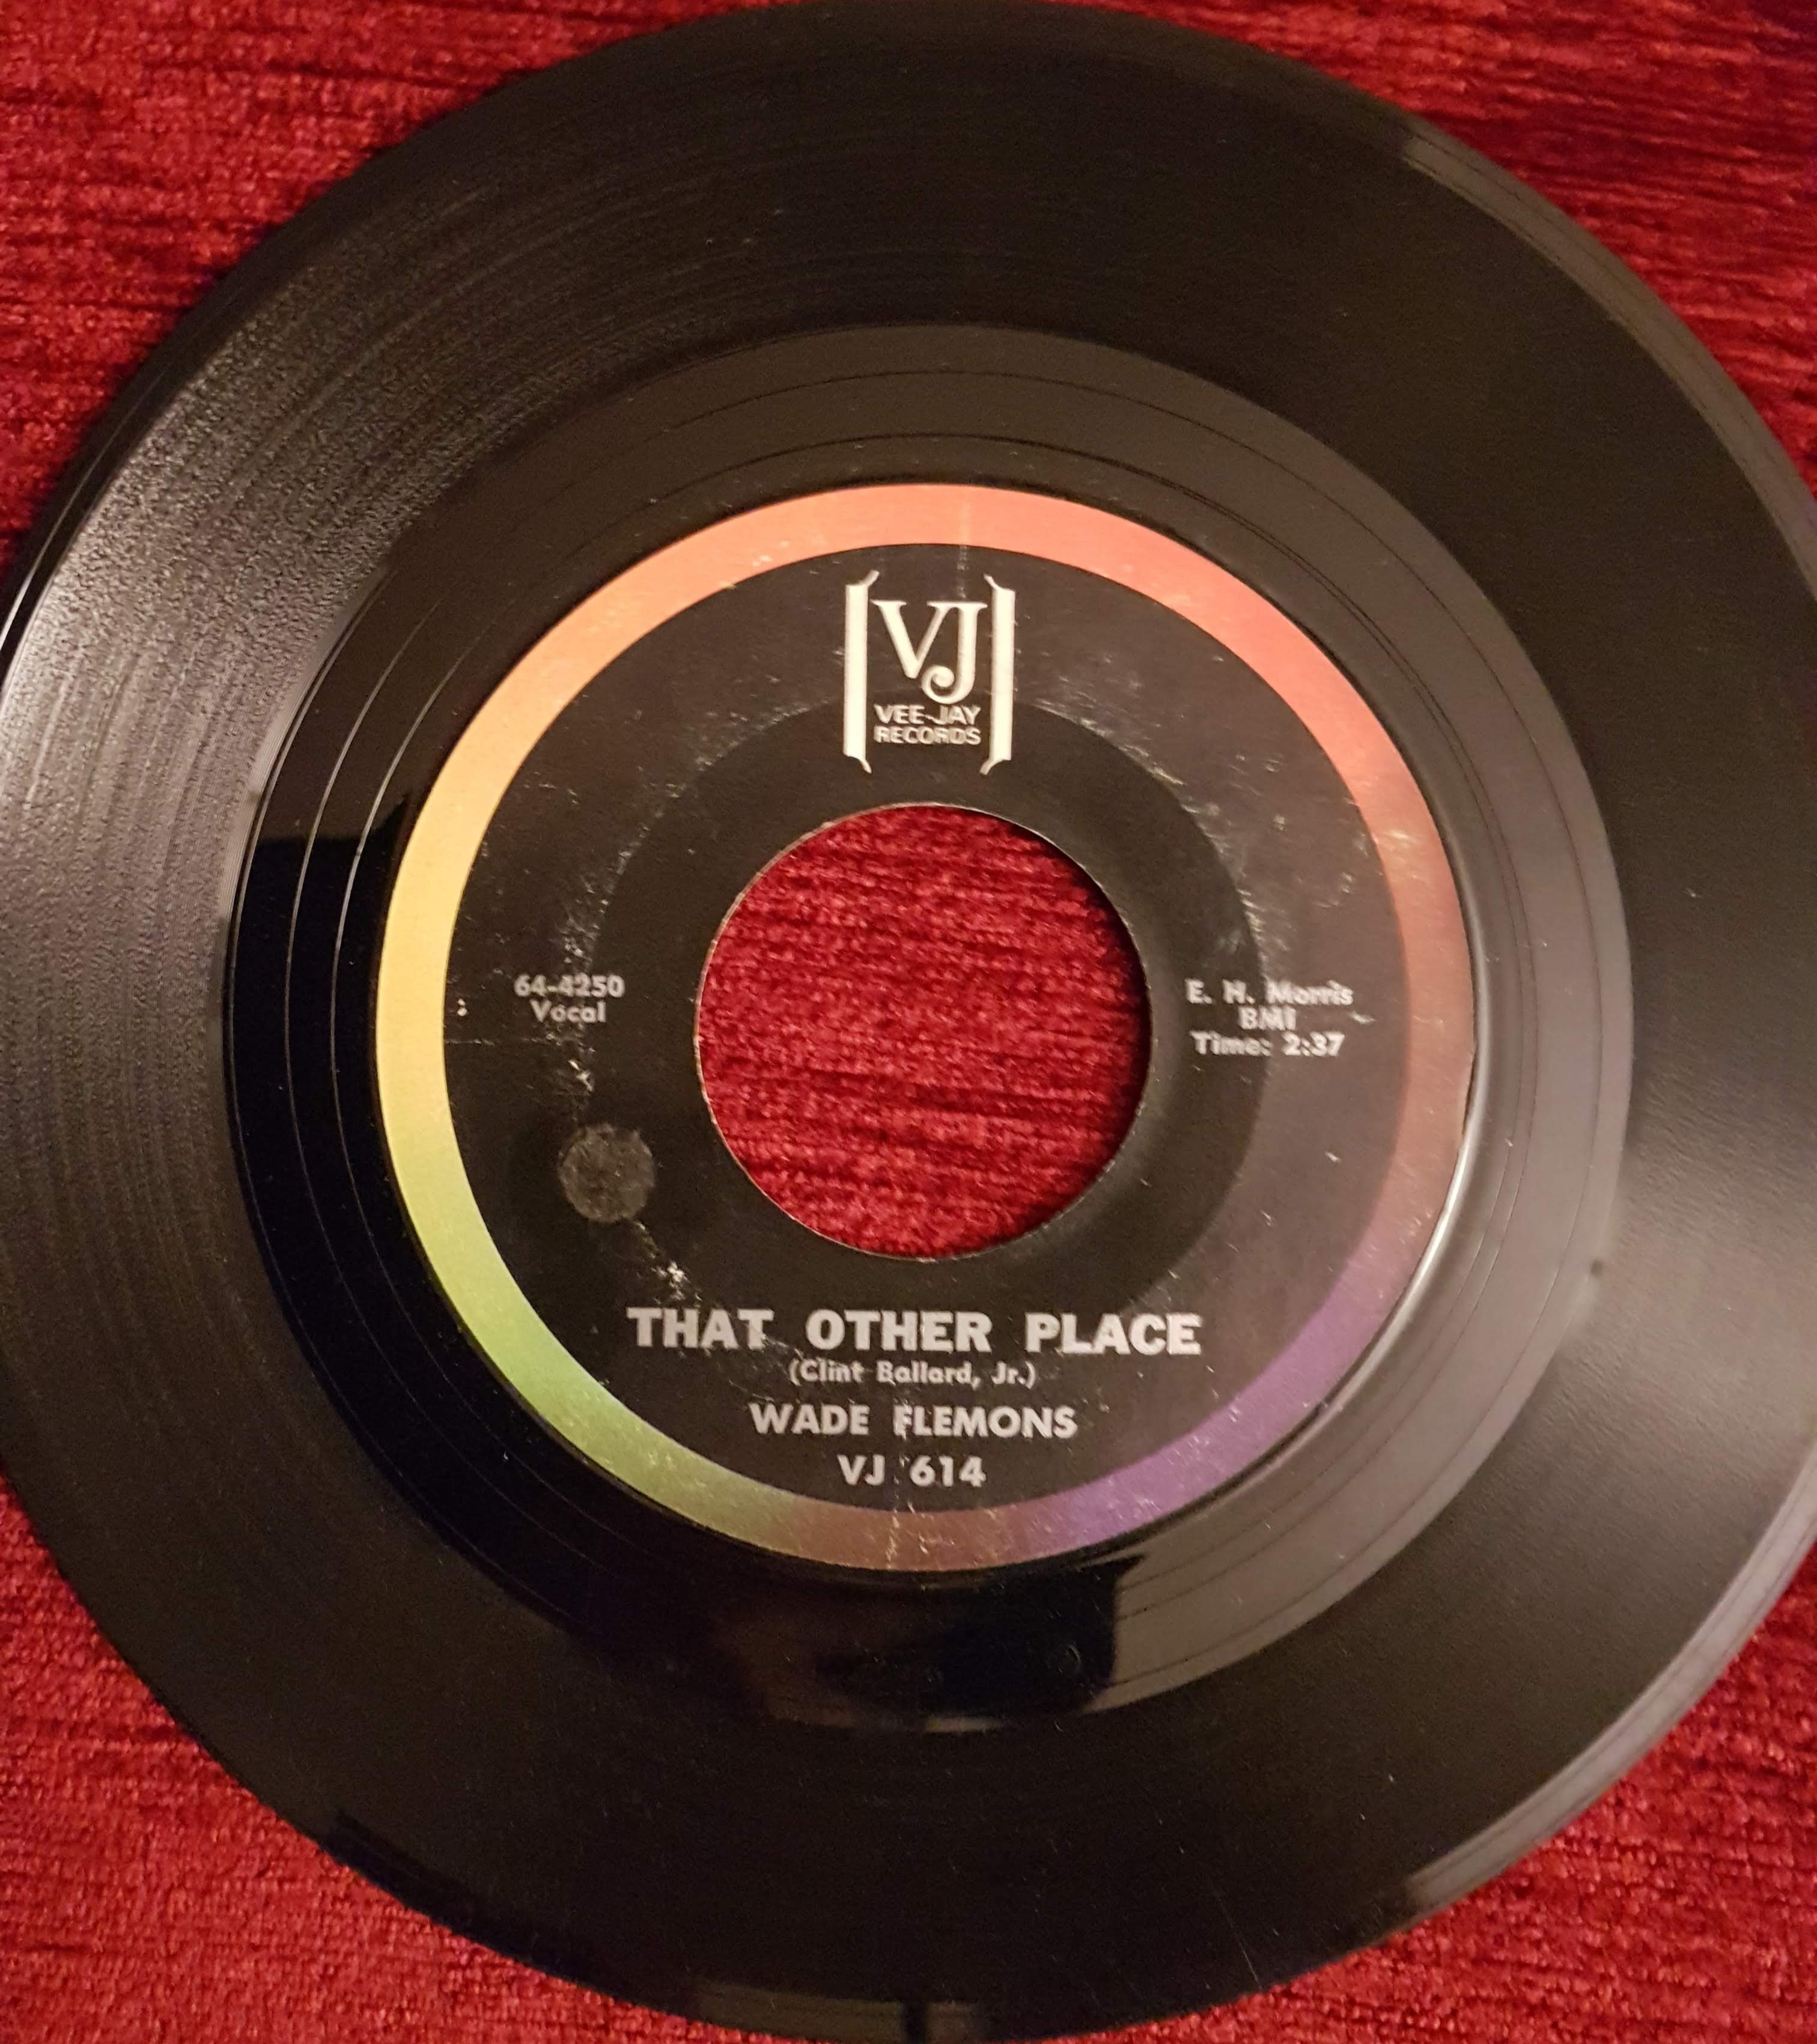 VJ
VEE-JAY
RECORDS
64-4250
Vocal
E. H. Morris
BMI
Time: 2:37
THAT OTHER PLACE
(Clint Ballard, Jr.)
WADE FLEMONS
VJ 614